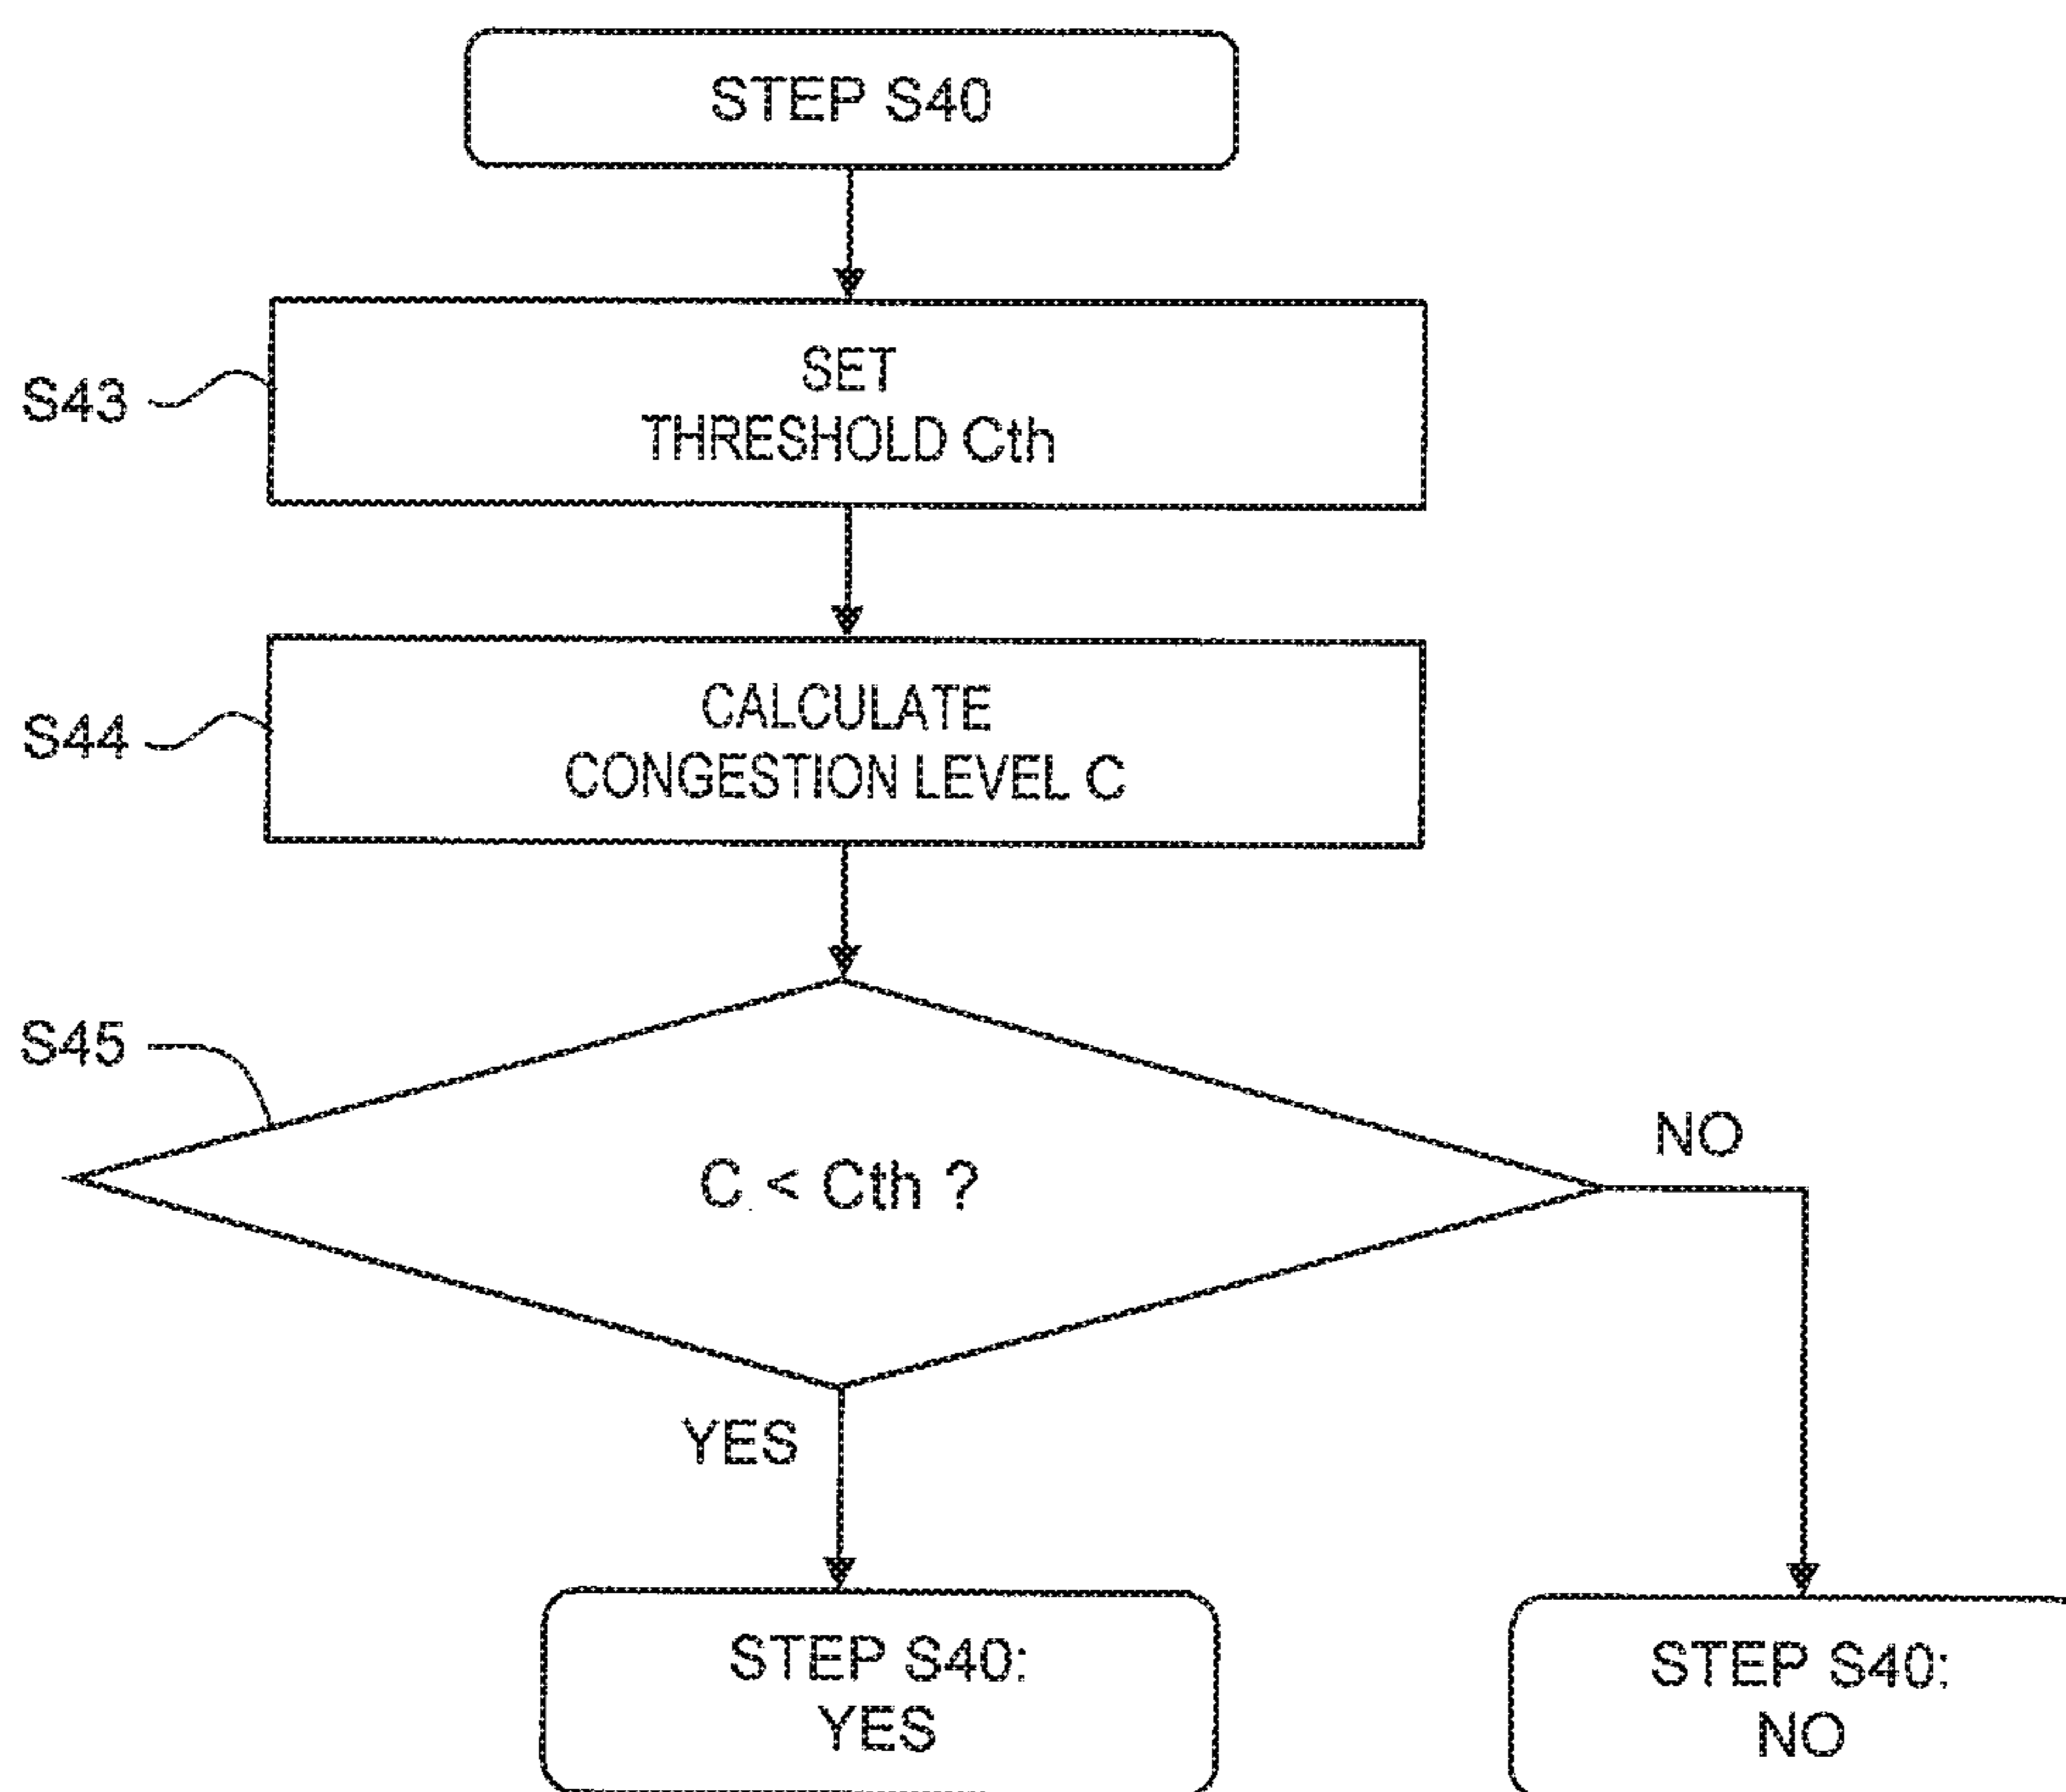 STEP S40
S43
SET
THRESHOLD Cth
S44
CALCULATE
CONGESTION LEVEL C
S45
C < Cth ?
NO
YES
STEP S40:
YES
STEP S40:
NO